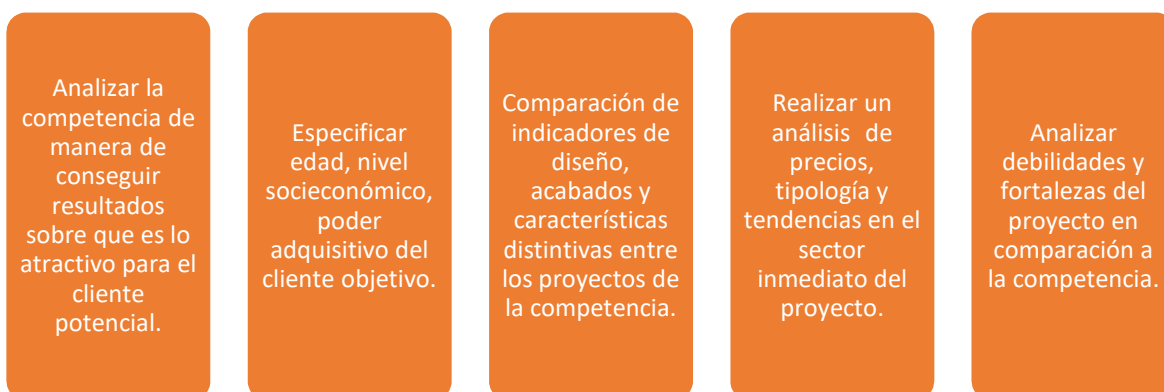 Analizar la
competencia de
manera de
conseguir
resultados
sobre que es lo
atractivo para el
cliente
potencial.
Especificar
edad, nivel
socieconómico,
poder
adquisitivo del
cliente objetivo.
Comparación de
indicadores de
diseño,
acabados y
características
distintivas entre
los proyectos de
la competencia.
Realizar un
análisis de
precios,
tipología y
tendencias en el
sector
inmediato del
proyecto.
Analizar
debilidades y
fortalezas del
proyecto en
comparación a
la competencia.